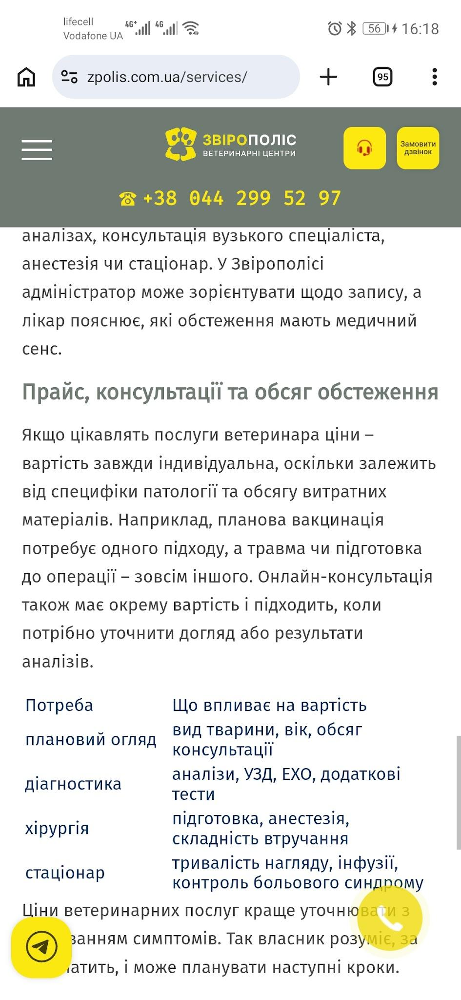 lifecell
Vodafone UA
4G+ 4G 56 16:18
zpolis.com.ua/services/
95
ЗВІРОПОЛІС
ВЕТЕРИНАРНІ ЦЕНТРИ
Замовити
дзвінок
+38 044 299 52 97
аналізах, консультація вузького спеціаліста,
анестезія чи стаціонар. У Звірополісі
адміністратор може зорієнтувати щодо запису, а
лікар пояснює, які обстеження мають медичний
сенс.
Прайс, консультації та обсяг обстеження
Якщо цікавлять послуги ветеринара ціни –
вартість завжди індивідуальна, оскільки залежить
від специфіки патології та обсягу витратних
матеріалів. Наприклад, планова вакцинація
потребує одного підходу, а травма чи підготовка
до операції – зовсім іншого. Онлайн-консультація
також має окрему вартість і підходить, коли
потрібно уточнити догляд або результати
аналізів.
Потреба Що впливає на вартість
плановий огляд вид тварини, вік, обсяг
консультації
діагностика аналізи, УЗД, ЕХО, додаткові
тести
хірургія підготовка, анестезія,
складність втручання
стаціонар тривалість нагляду, інфузії,
контроль больового синдрому
Ціни ветеринарних послуг краще уточнювати з
ванням симптомів. Так власник розуміє, за
атить, і може планувати наступні кроки.